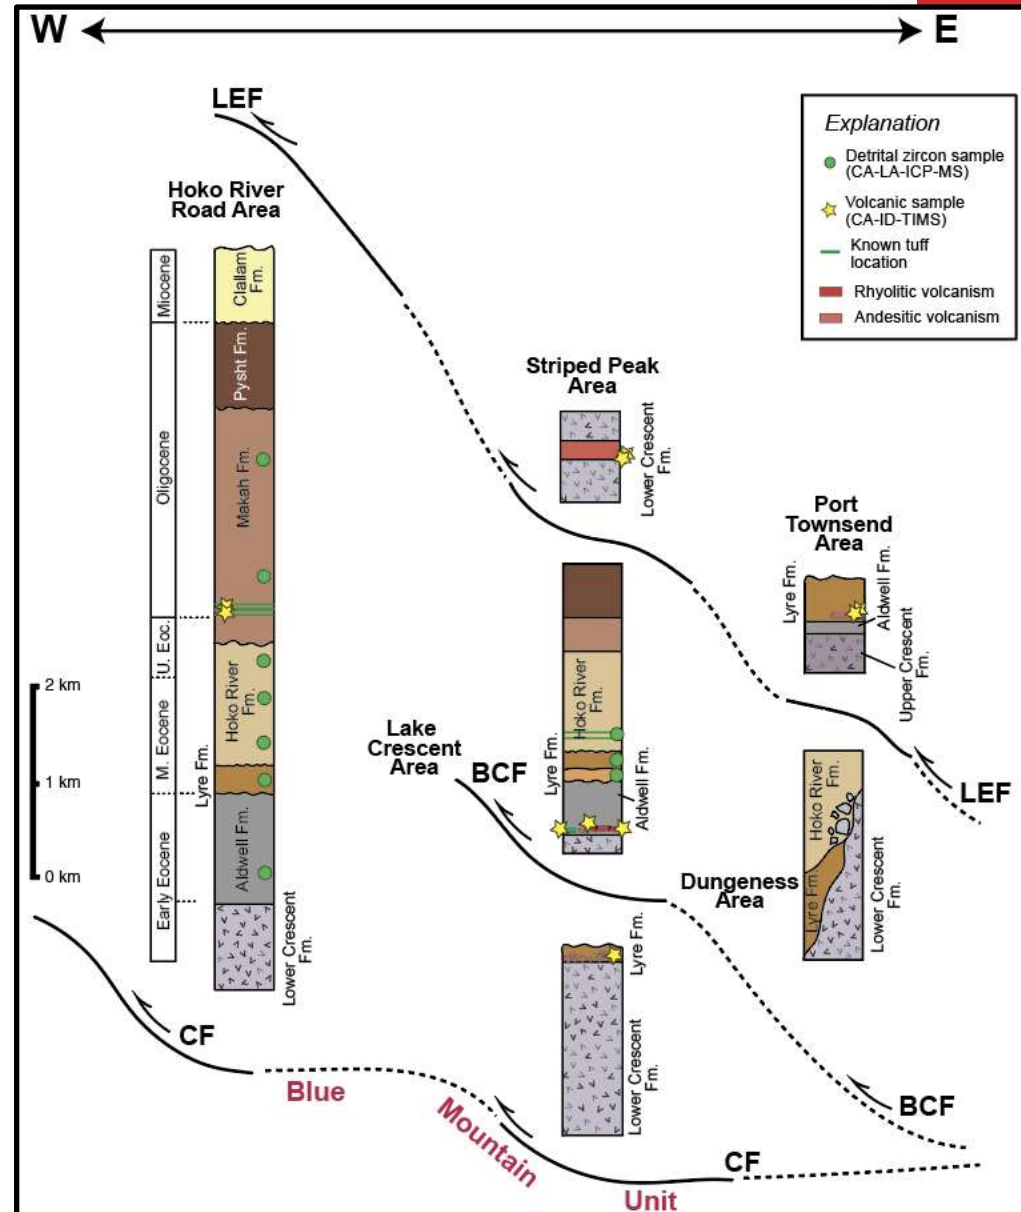 W
E
LEF
Explanation
Detrital zircon sample
(CA-LA-ICP-MS)
Volcanic sample
(CA-ID-TIMS)
Known tuff
location
Rhyolitic volcanism
Andesitic volcanism
Hoko River
Road Area
Miocene
Oligocene
U. Eoc.
M. Eocene
Early Eocene
Clallam
Fm.
Pysht Fm.
Makah Fm.
Hoko River
Fm.
Lyre Fm.
Aldwell Fm.
Lower Crescent
Fm.
2 km
1 km
0 km
Striped Peak
Area
Lower Crescent
Fm.
Port
Townsend
Area
Lyre Fm.
Aldwell Fm.
Upper Crescent
Fm.
Lake
Crescent
Area
BCF
Hoko River
Fm.
Lyre Fm.
Aldwell Fm.
LEF
Dungeness
Area
Hoko River
Fm.
Lyre Fm.
Lower Crescent
Fm.
Lyre Fm.
Lower Crescent
Fm.
CF
Blue
Mountain
Unit
BCF
CF